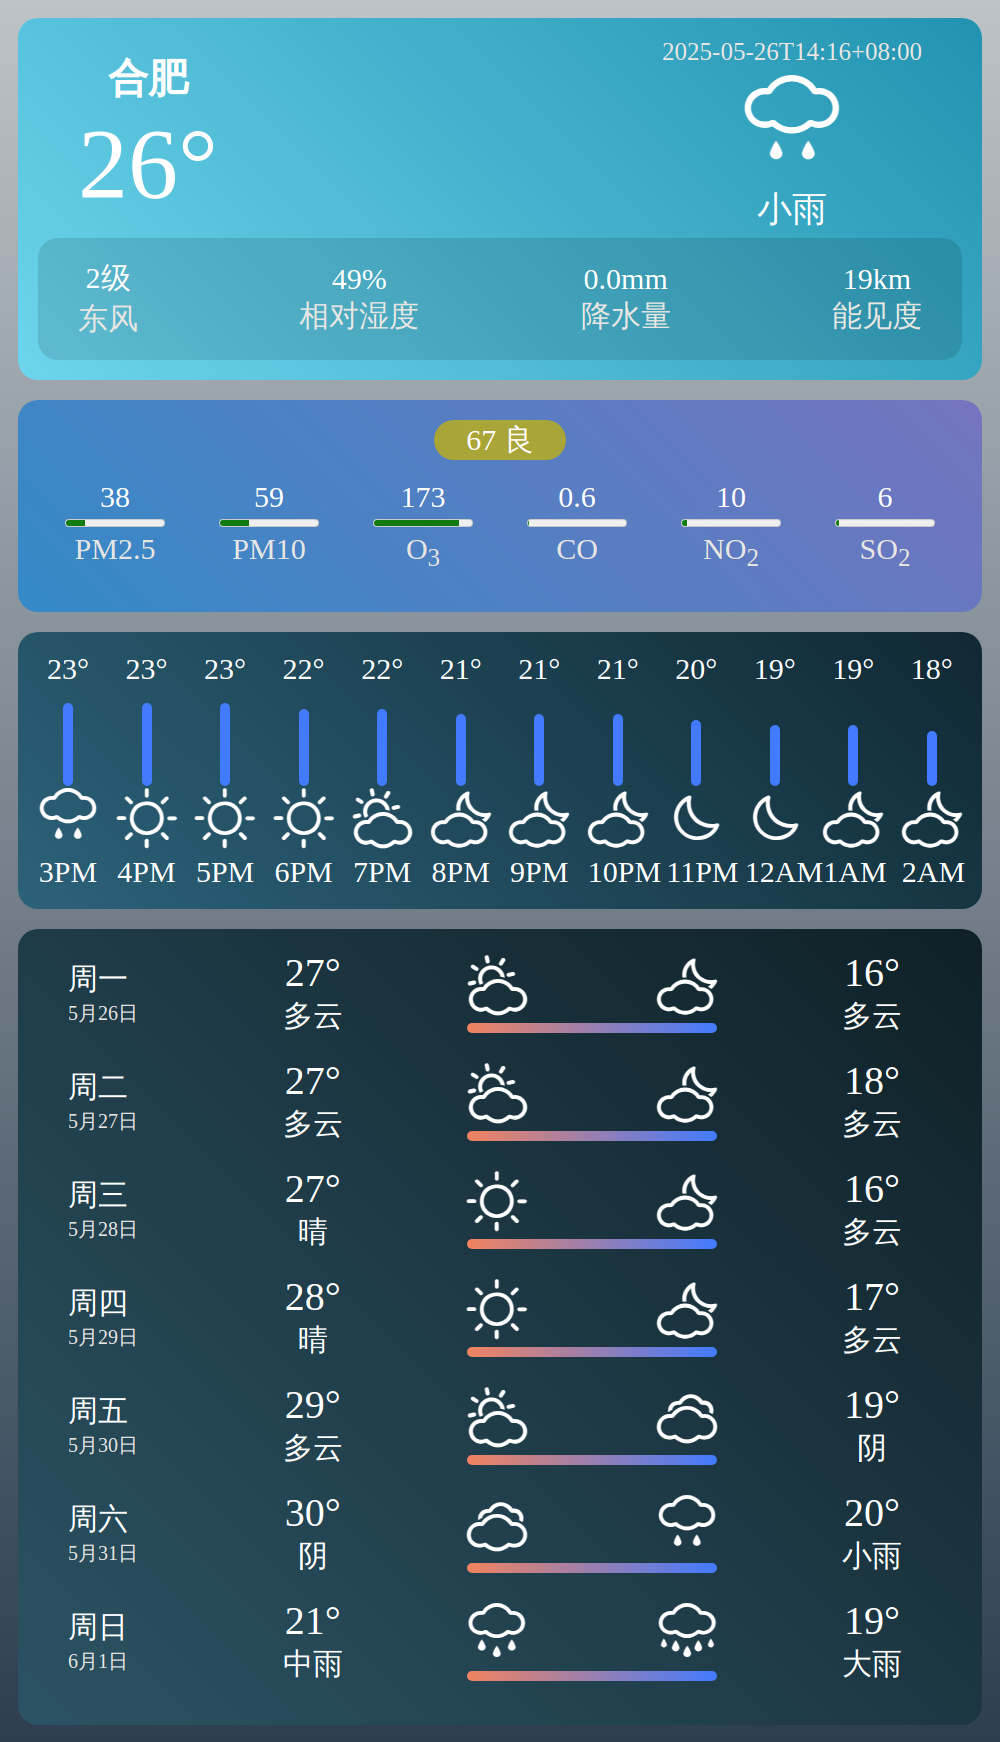 合肥
26°
2025-05-26T14:16+08:00
小雨
2级 49% 0.0mm 19km
东风 相对湿度 降水量 能见度
67 良
38 59 173 0.6 10 6
PM2.5 PM10 O3 CO NO2 SO2
23° 23° 23° 22° 22° 21° 21° 21° 20° 19° 19° 18°
3PM 4PM 5PM 6PM 7PM 8PM 9PM 10PM 11PM 12AM 1AM 2AM
周一 27° 16°
5月26日 多云 多云
周二 27° 18°
5月27日 多云 多云
周三 27° 16°
5月28日 晴 多云
周四 28° 17°
5月29日 晴 多云
周五 29° 19°
5月30日 多云 阴
周六 30° 20°
5月31日 阴 小雨
周日 21° 19°
6月1日 中雨 大雨